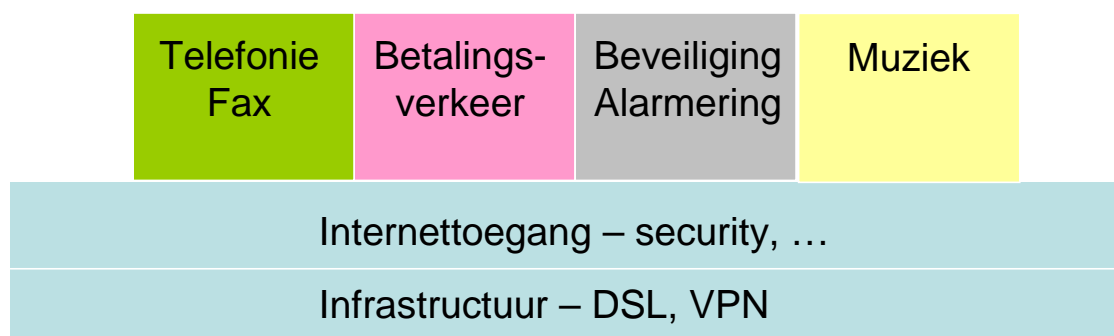 Telefonie
Fax
Betalings-
verkeer
Beveiliging
Alarmering
Muziek
Internettoegang – security, …
Infrastructuur – DSL, VPN